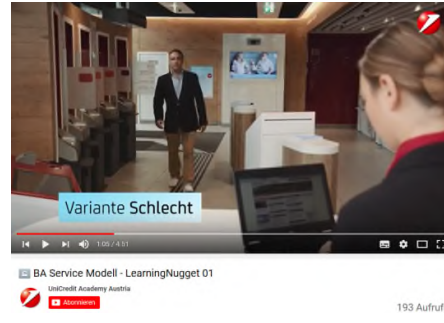 Variante Schlecht
1:05 / 4:51
BA Service Modell - LearningNugget 01
UniCredit Academy Austria
Abonnieren
193 Aufruf